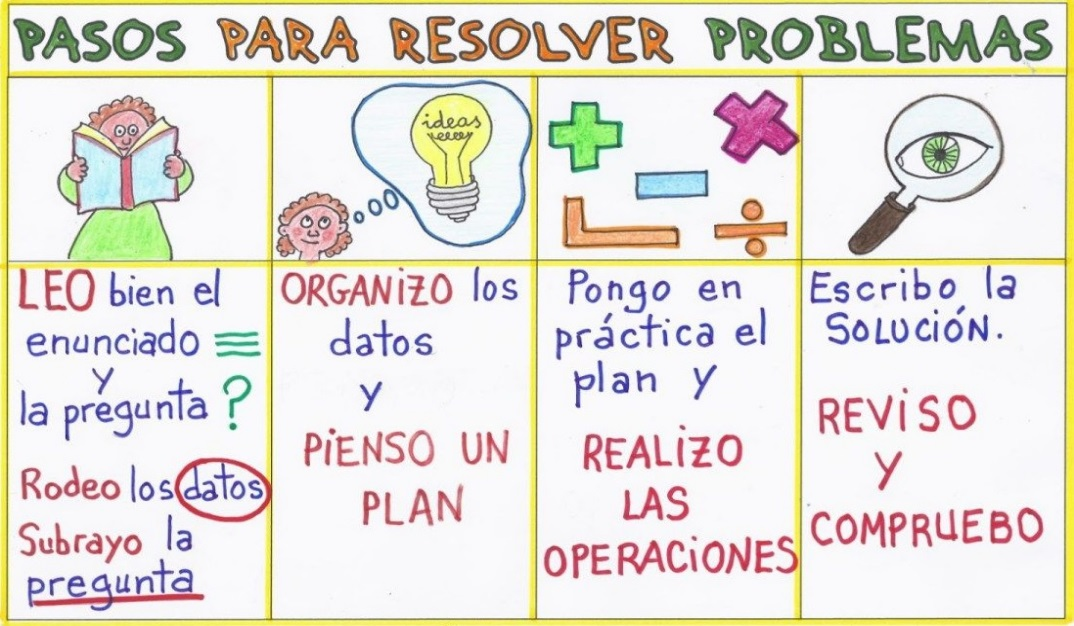 PASOS PARA RESOLVER PROBLEMAS
ideas
LEO bien el
enunciado
y
la pregunta ?
Rodeo los datos
Subrayo la
pregunta
ORGANiZO los
datos
y
PiENSO UN
PLAN
Pongo en
práctica el
plan y
REALiZO
LAS
OPERACiONES
Escribo la
SOLUCIÓN.
REViSO
Y
COMPRUEBO